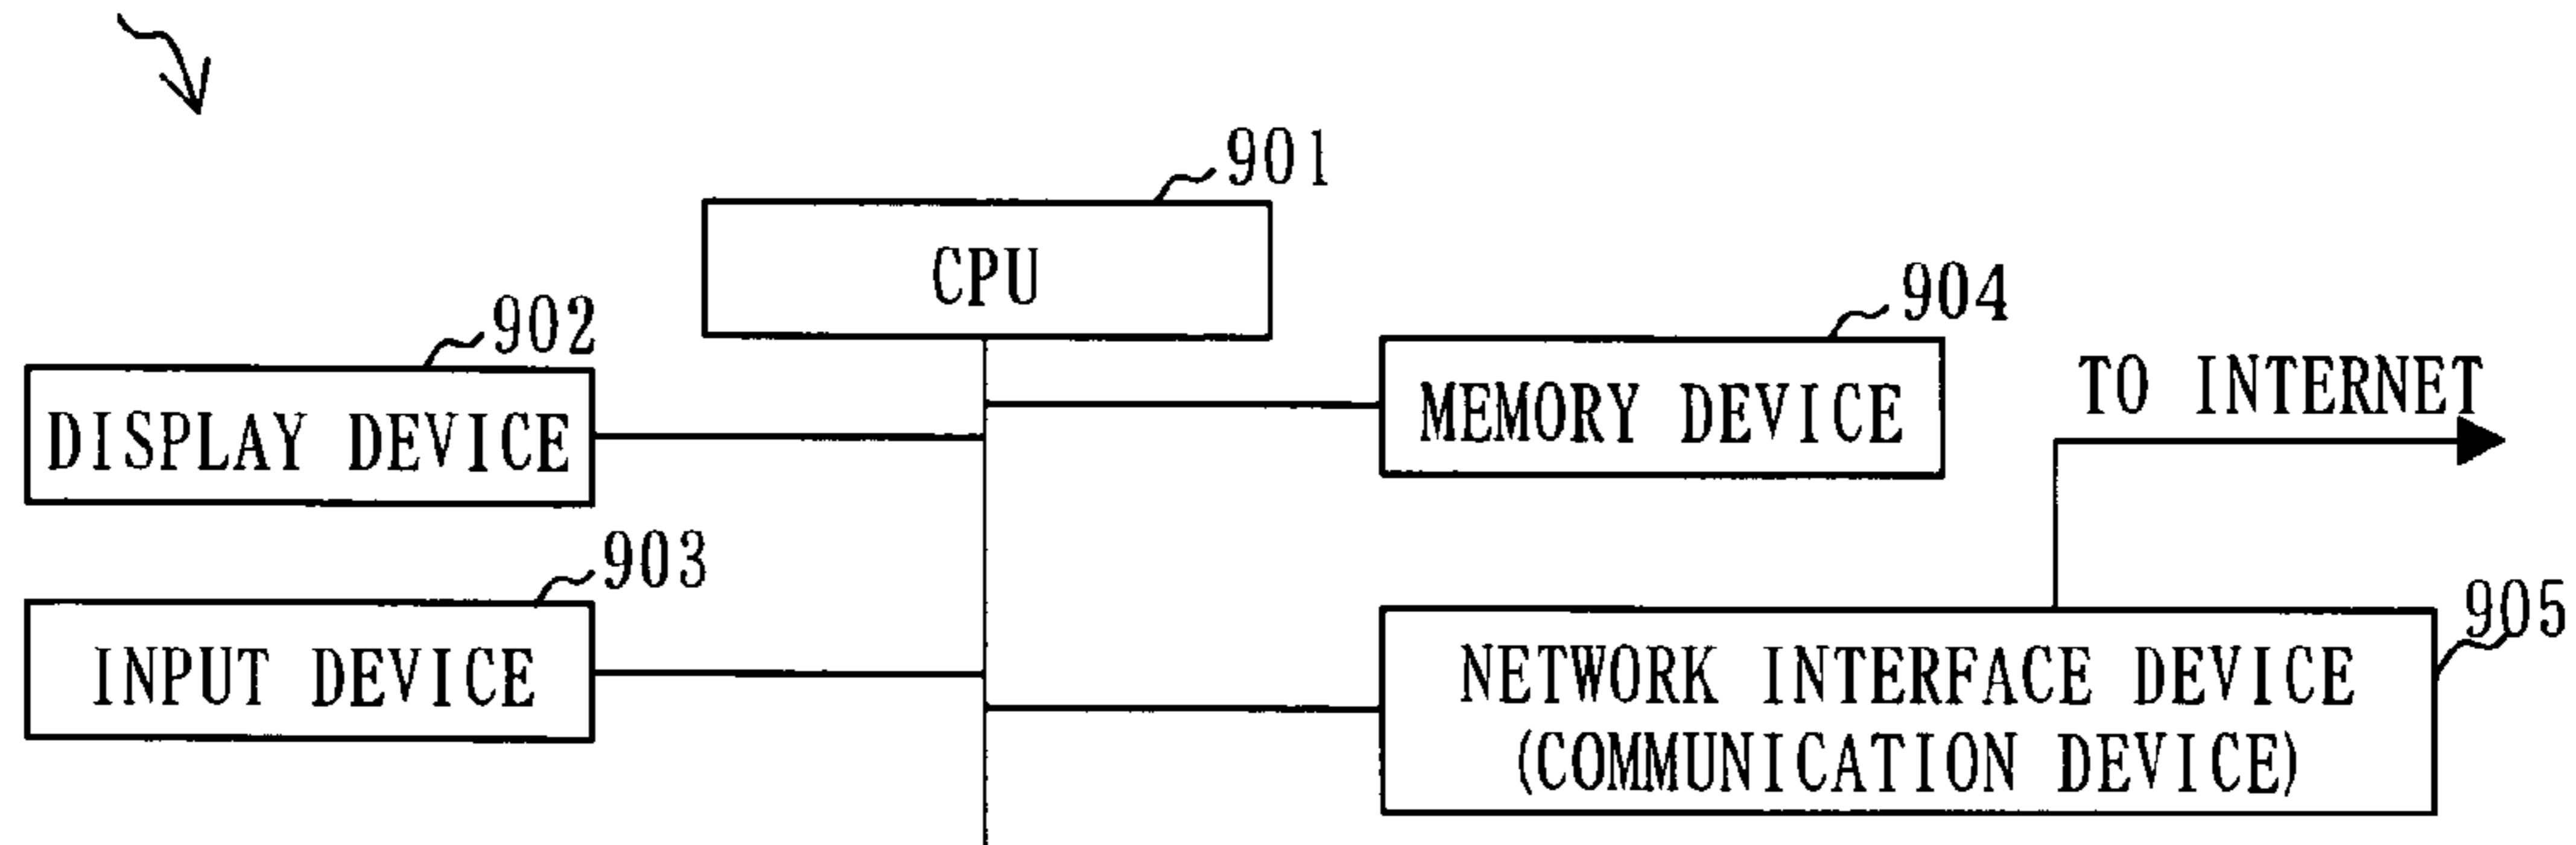 901
CPU
902
904
DISPLAY DEVICE
MEMORY DEVICE
TO INTERNET
903
INPUT DEVICE
905
NETWORK INTERFACE DEVICE
(COMMUNICATION DEVICE)